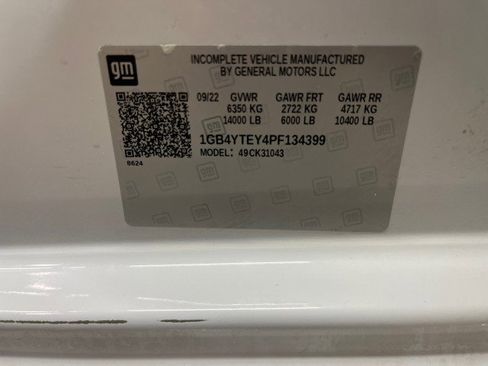 gm
INCOMPLETE VEHICLE MANUFACTURED
BY GENERAL MOTORS LLC
09/22 GVWR GAWR FRT GAWR RR
6350 KG 2722 KG 4717 KG
14000 LB 6000 LB 10400 LB
1GB4YTEY4PF134399
MODEL: 49CK31043
8624